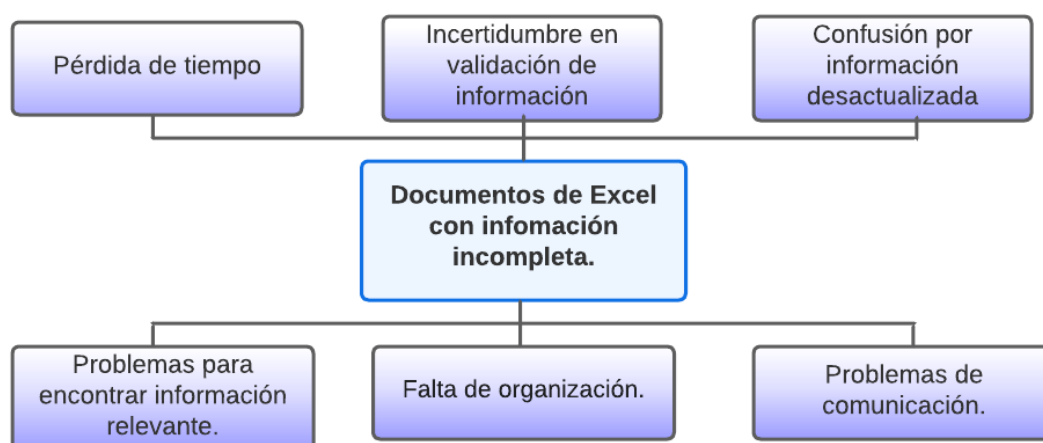 Pérdida de tiempo
Incertidumbre en
validación de
información
Confusión por
información
desactualizada
Documentos de Excel
con infomación
incompleta.
Problemas para
encontrar información
relevante.
Falta de organización.
Problemas de
comunicación.